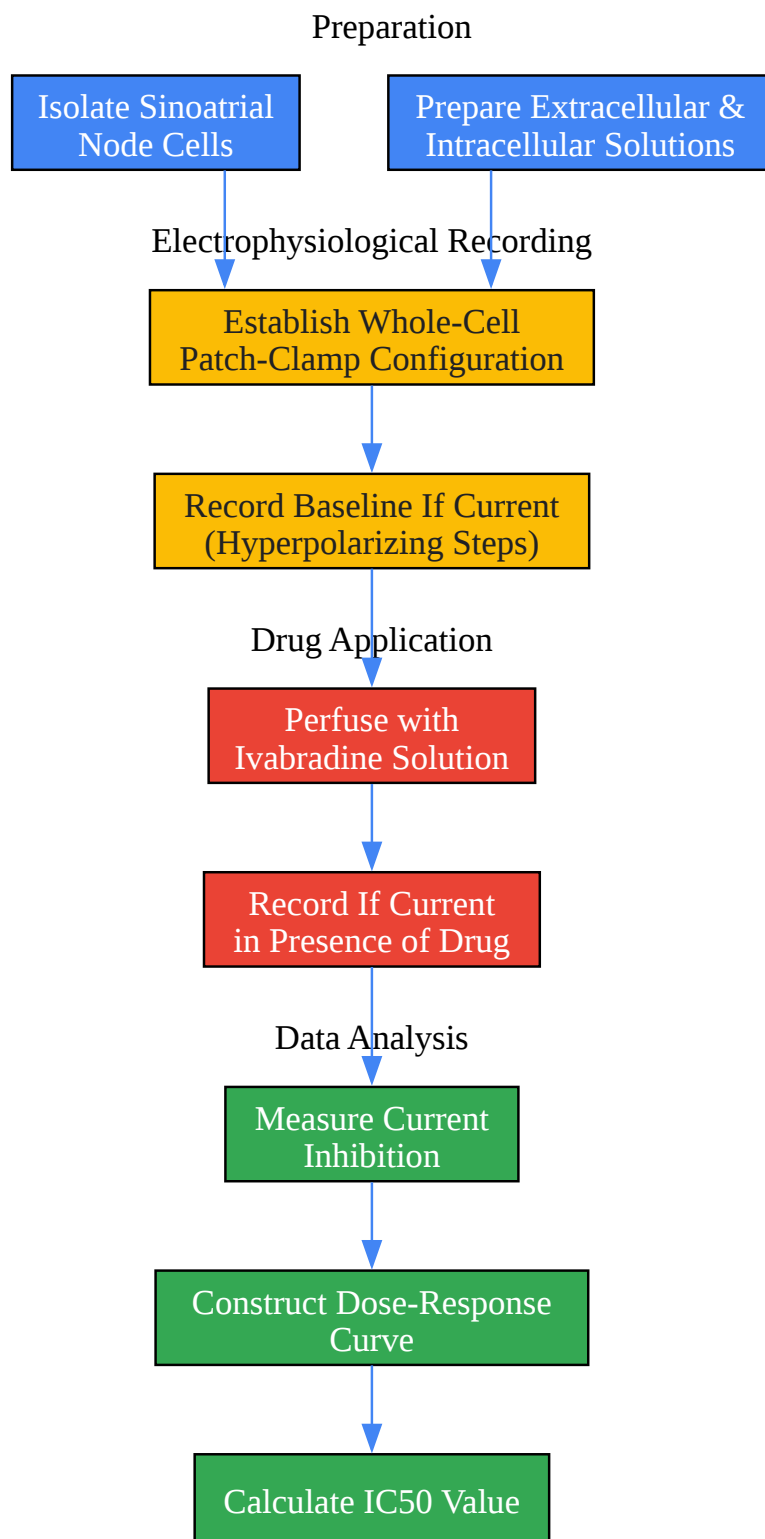 Preparation
Isolate Sinoatrial
Node Cells
Prepare Extracellular &
Intracellular Solutions
Electrophysiological Recording
Establish Whole-Cell
Patch-Clamp Configuration
Record Baseline If Current
(Hyperpolarizing Steps)
Drug Application
Perfuse with
Ivabradine Solution
Record If Current
in Presence of Drug
Data Analysis
Measure Current
Inhibition
Construct Dose-Response
Curve
Calculate IC50 Value